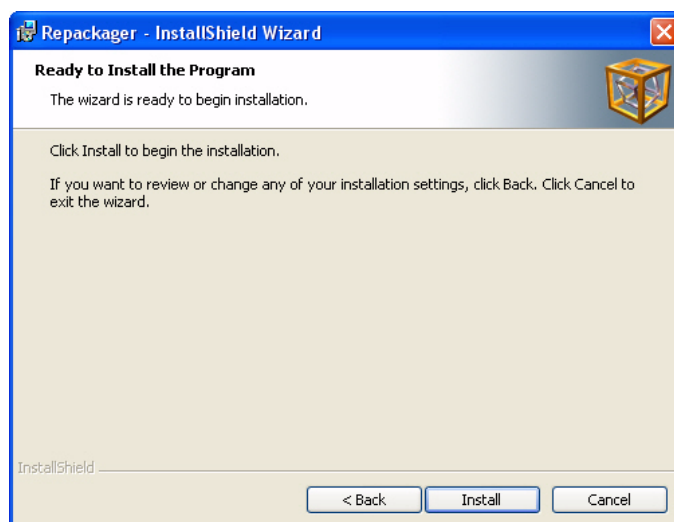 Repackager - InstallShield Wizard
Ready to Install the Program
The wizard is ready to begin installation.
Click Install to begin the installation.
If you want to review or change any of your installation settings, click Back. Click Cancel to
exit the wizard.
InstallShield
< Back
Install
Cancel